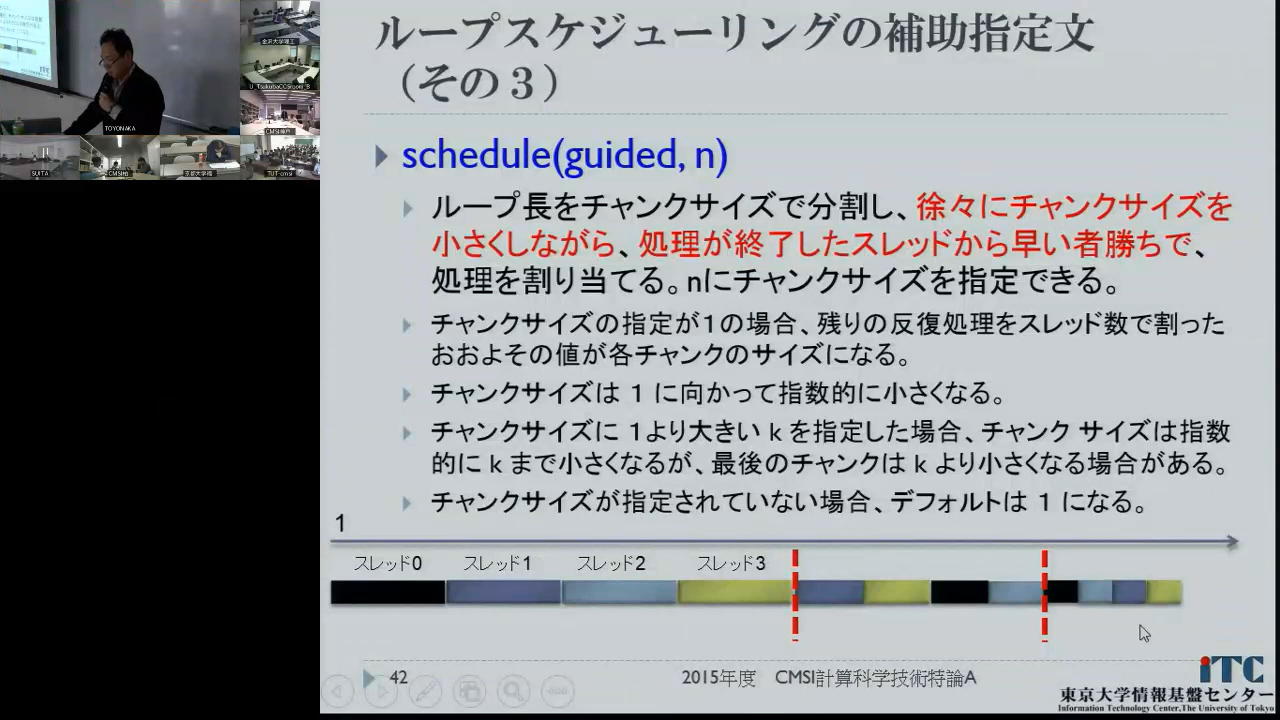 ループスケジューリングの補助指定文
（その３）
schedule(guided, n)
ループ長をチャンクサイズで分割し、徐々にチャンクサイズを
小さくしながら、処理が終了したスレッドから早い者勝ちで、
処理を割り当てる。nにチャンクサイズを指定できる。
チャンクサイズの指定が1の場合、残りの反復処理をスレッド数で割った
おおよその値が各チャンクのサイズになる。
チャンクサイズは 1 に向かって指数的に小さくなる。
チャンクサイズに 1より大きい k を指定した場合、チャンク サイズは指数
的に k まで小さくなるが、最後のチャンクは k より小さくなる場合がある。
チャンクサイズが指定されていない場合、デフォルトは 1 になる。
1
スレッド0 スレッド1 スレッド2 スレッド3
42 2015年度 CMSI計算科学技術特論A
iTC
東京大学情報基盤センター
Information Technology Center, The University of Tokyo
TOYONAKA
SUITA
TUT-cmsi